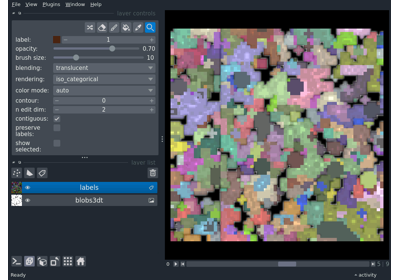 File View Plugins Window Help
layer controls
label: 1
opacity: 0.70
brush size: 10
blending: translucent
rendering: iso_categorical
color mode: auto
contour: 0
n edit dim: 2
contiguous:
preserve
labels:
show
selected:
layer list
labels
blobs3dt
Ready
activity